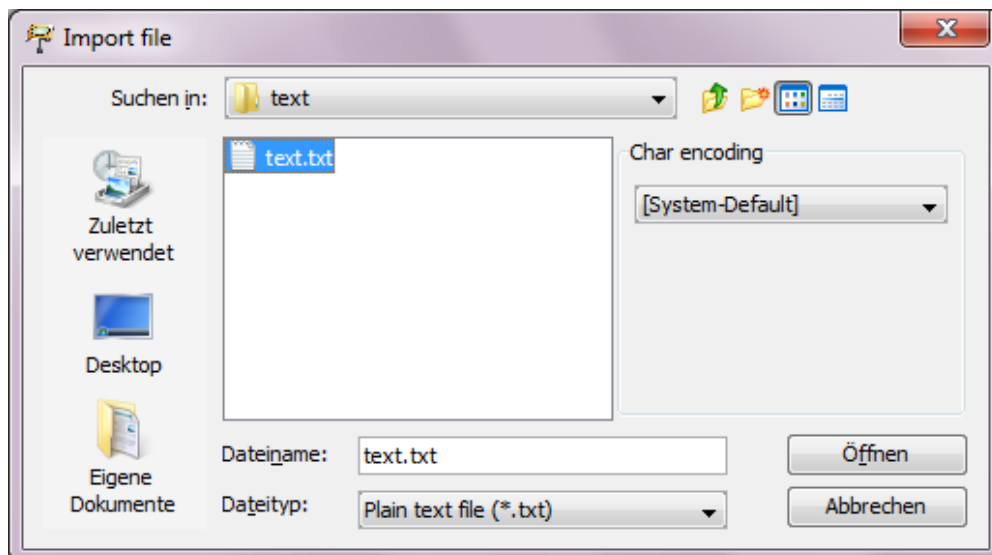 Import file
Suchen in:
text
text.txt
Char encoding
[System-Default]
Zuletzt
verwendet
Desktop
Eigene
Dokumente
Dateiname:
text.txt
Öffnen
Dateityp:
Plain text file (*.txt)
Abbrechen